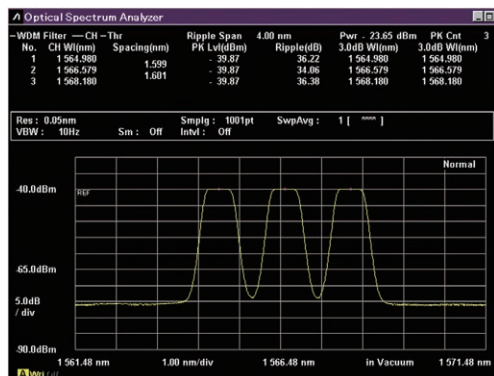 Optical Spectrum Analyzer
WDM Filter — CH — Thr Ripple Span 4.00 nm Pwr - 23.65 dBm PK Cnt 3
No. CH Wl(nm) Spacing(nm) PK Lvl(dBm) Ripple(dB) 3.0dB Wl(nm) 3.0dB Wl(nm)
1 1 564.980 - 39.87 36.22 1 564.980 1 564.980
1.599
2 1 566.579 - 39.87 34.06 1 566.579 1 566.579
1.601
3 1 568.180 - 39.87 36.38 1 568.180 1 568.180
Res : 0.05nm Smplg : 1001pt SwpAvg : 1 [ ]
VBW : 10Hz Sm : Off Intvl : Off
Normal
-40.0dBm
REF
-65.0dBm
5.0dB
/ div
-90.0dBm
1 561.48 nm 1.00 nm/div 1 566.48 nm in Vacuum 1 571.48 nm
A Wri